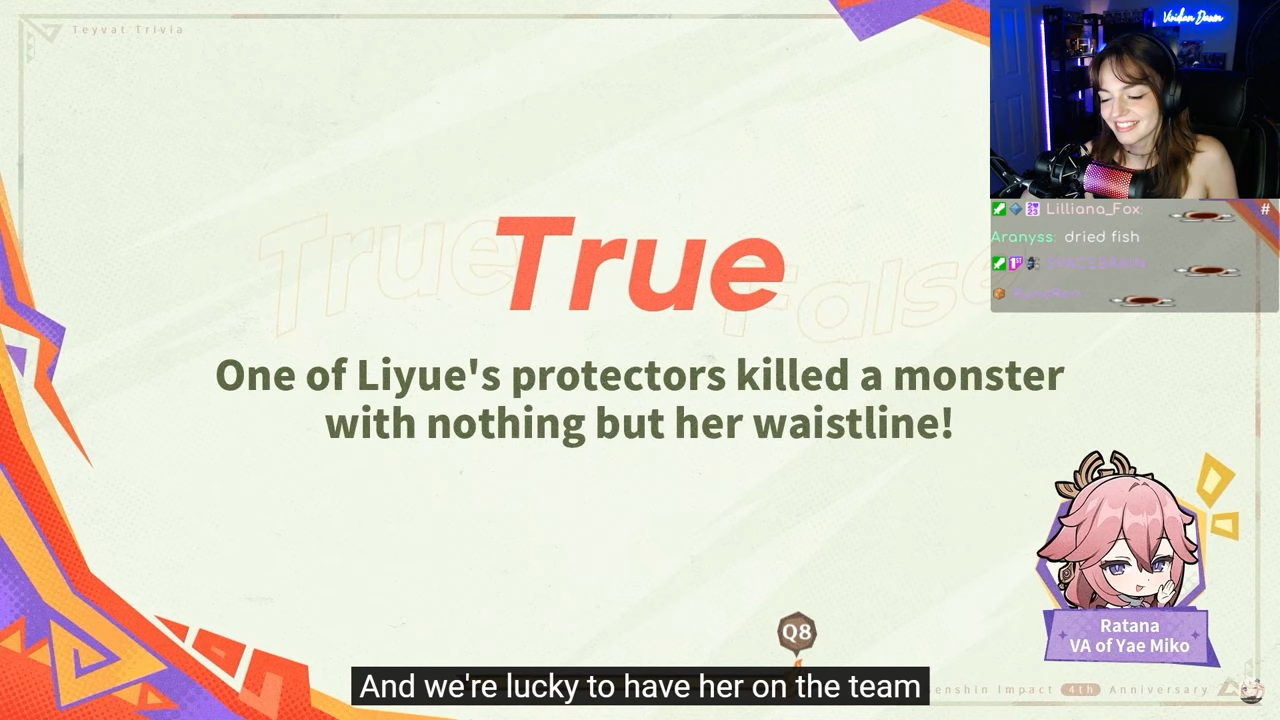 Teyvat Trivia
Viridian Dawn
Lilliana_Fox:
#
Aranyss: dried fish
True False
True
One of Liyue's protectors killed a monster
with nothing but her waistline!
Q8
Ratana
VA of Yae Miko
And we're lucky to have her on the team
enshin Impact 4th Anniversary